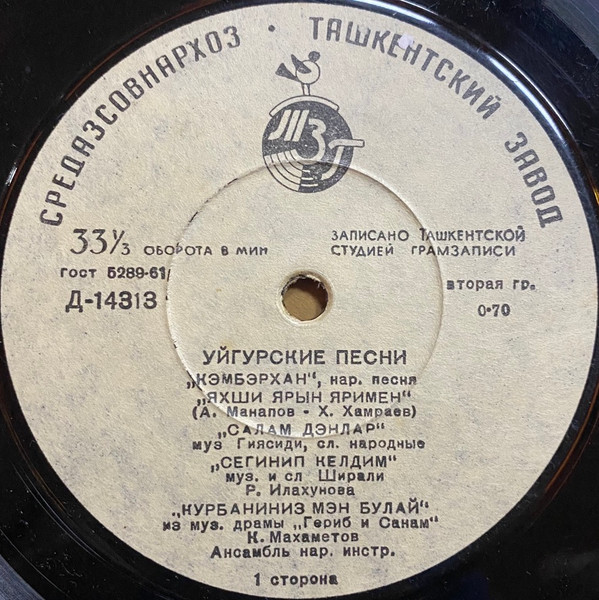 СРЕДАЗСОВНАРХОЗ · ТАШКЕНТСКИЙ ЗАВОД
ТЗГ
33⅓ ОБОРОТА В МИН
ЗАПИСАНО ТАШКЕНТСКОЙ
СТУДИЕЙ ГРАМЗАПИСИ
ГОСТ 5289-61
вторая гр.
Д-14313
0-70
УЙГУРСКИЕ ПЕСНИ
„КЭМБЭРХАН", нар. песня
„ЯХШИ ЯРЫН ЯРИМЕН"
(А. Манапов - Х. Хамраев)
„САЛАМ ДЭНЛАР"
муз Гиясиди, сл. народные
„СЕГИНИП КЕЛДИМ"
муз. и сл Ширали
Р. Илахунова
„КУРБАНИНИЗ МЭН БУЛАЙ"
из муз. драмы „Гериб и Санам"
К. Махаметов
Ансамбль нар. инстр.
1 сторона